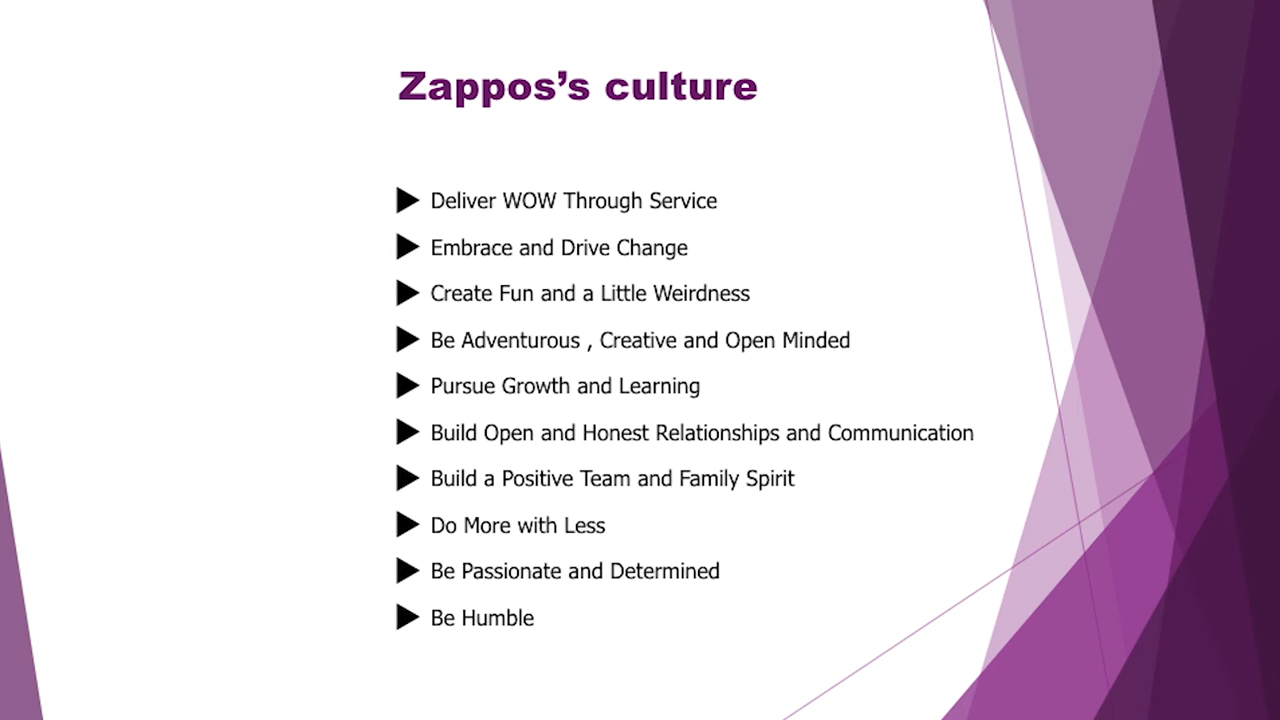 Zappos’s culture
Deliver WOW Through Service
Embrace and Drive Change
Create Fun and a Little Weirdness
Be Adventurous , Creative and Open Minded
Pursue Growth and Learning
Build Open and Honest Relationships and Communication
Build a Positive Team and Family Spirit
Do More with Less
Be Passionate and Determined
Be Humble